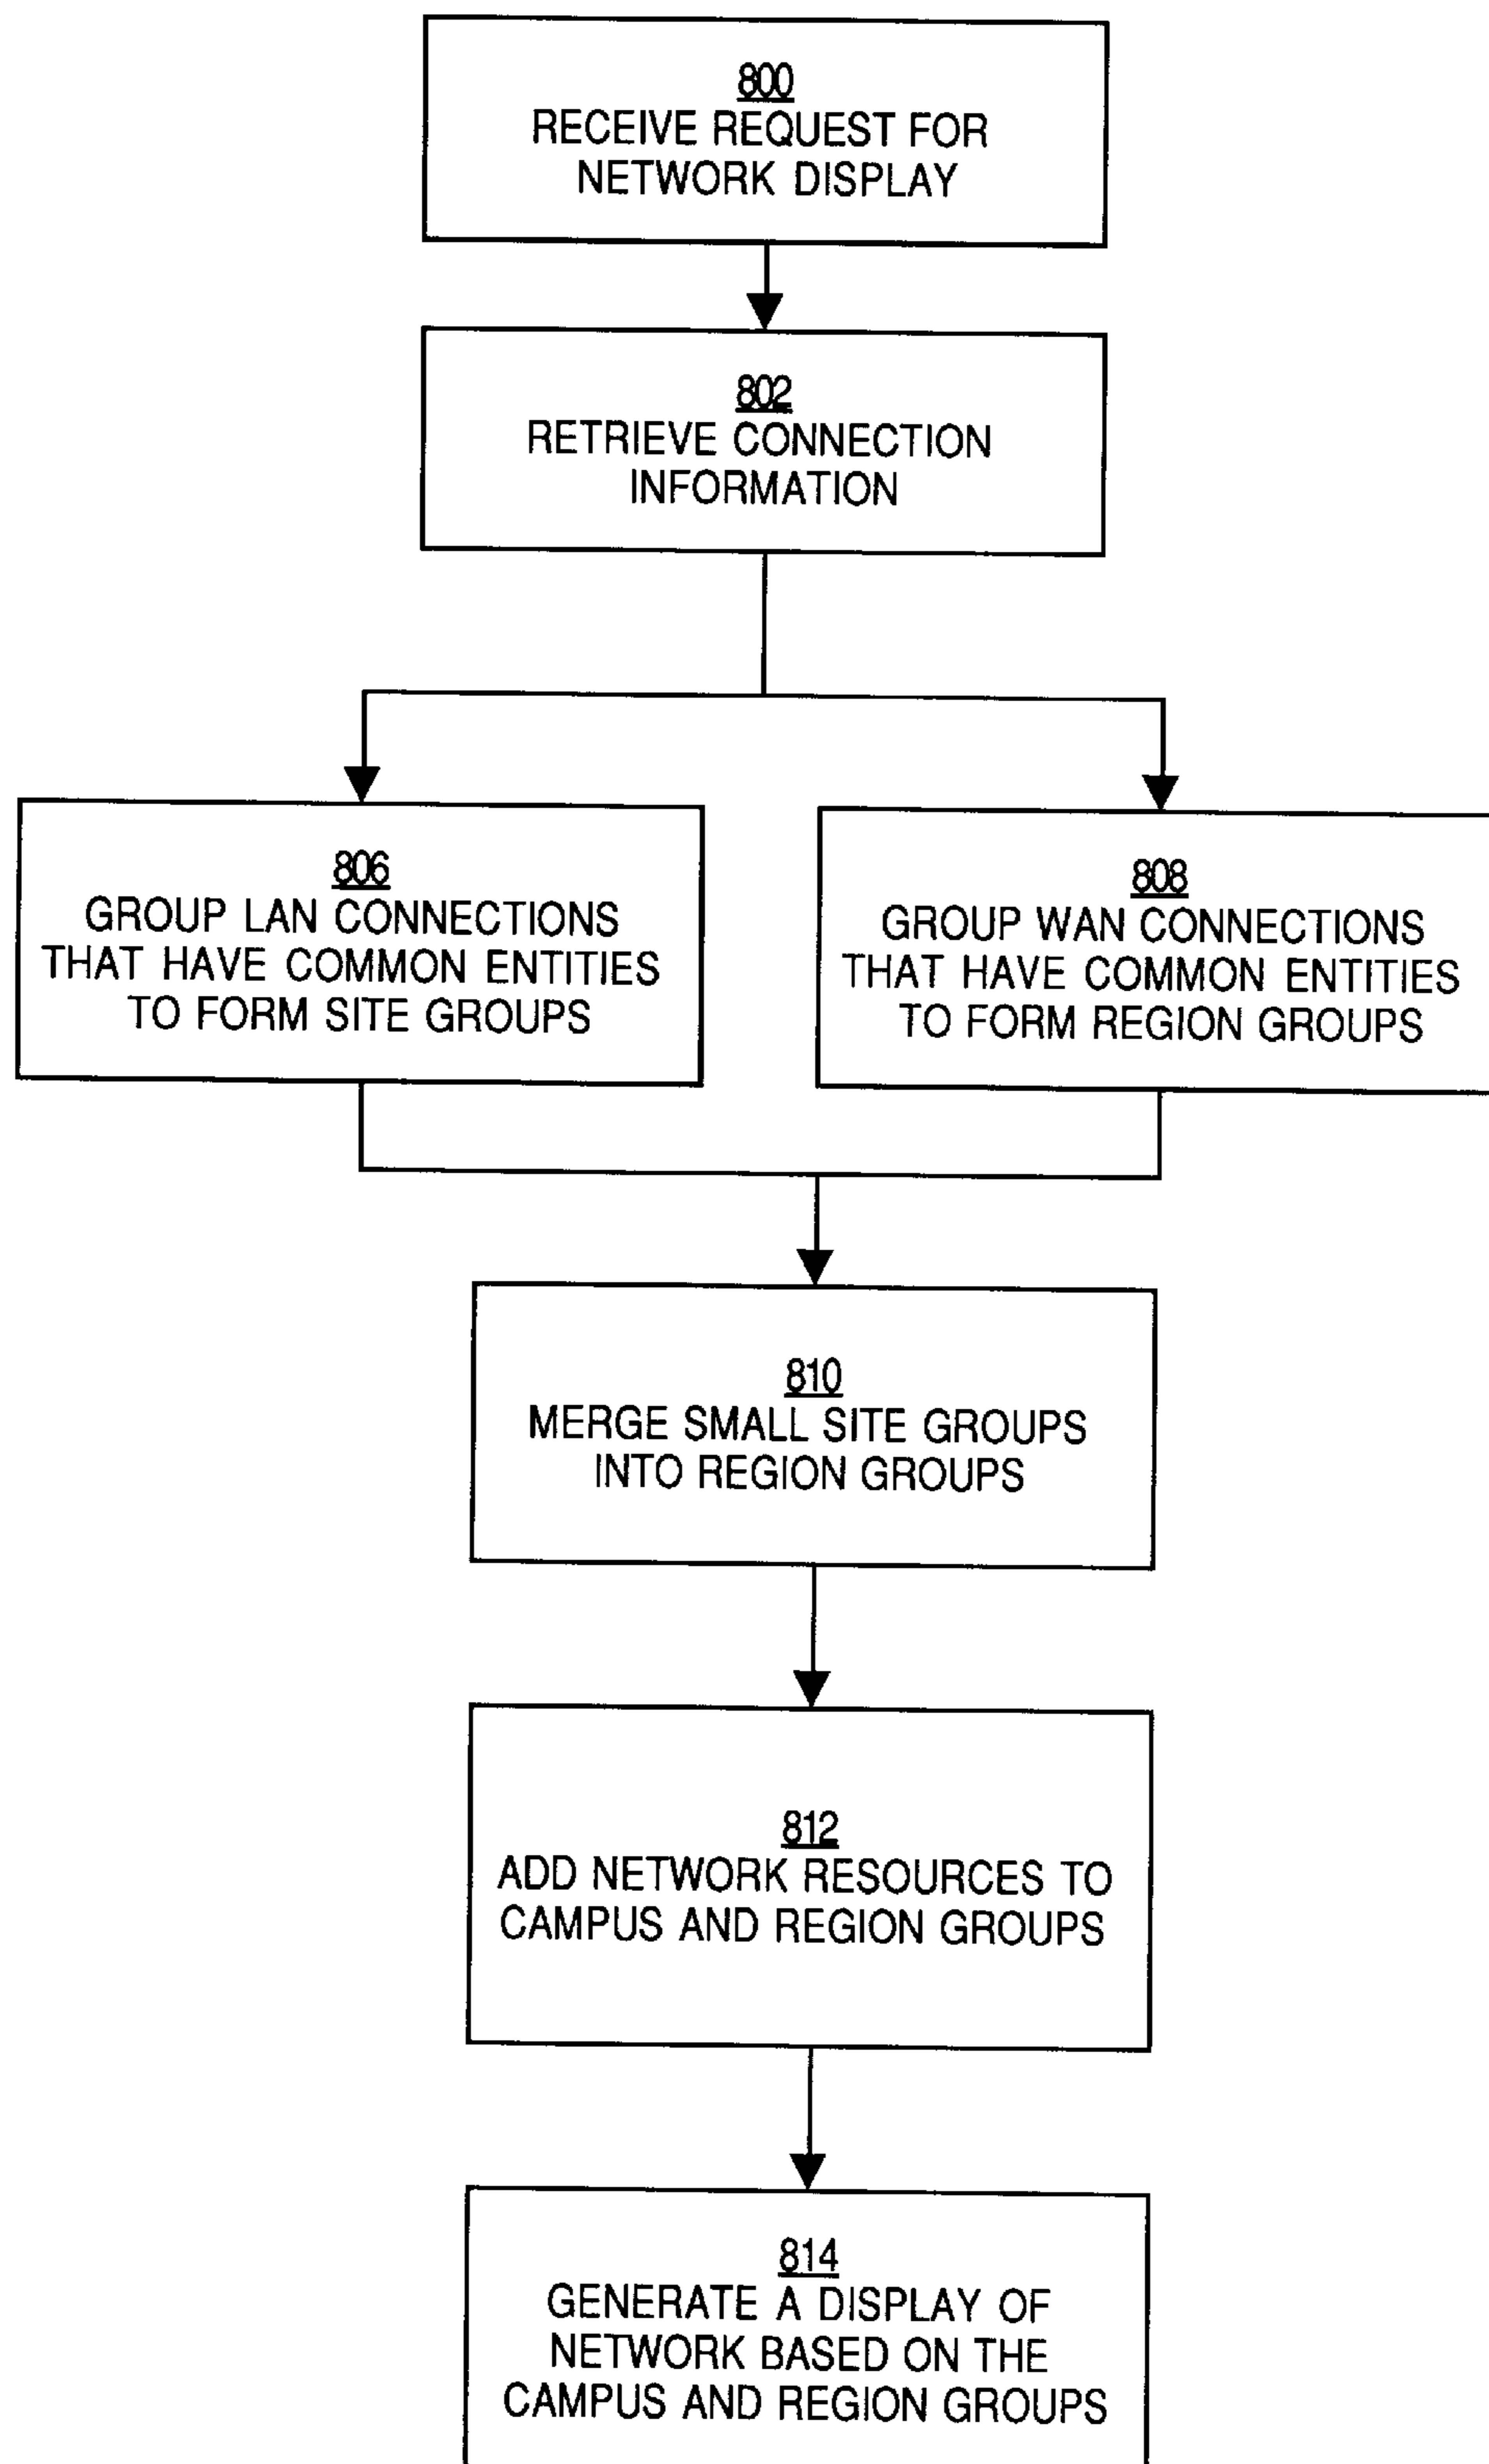 800
RECEIVE REQUEST FOR
NETWORK DISPLAY
802
RETRIEVE CONNECTION
INFORMATION
806
GROUP LAN CONNECTIONS
THAT HAVE COMMON ENTITIES
TO FORM SITE GROUPS
808
GROUP WAN CONNECTIONS
THAT HAVE COMMON ENTITIES
TO FORM REGION GROUPS
810
MERGE SMALL SITE GROUPS
INTO REGION GROUPS
812
ADD NETWORK RESOURCES TO
CAMPUS AND REGION GROUPS
814
GENERATE A DISPLAY OF
NETWORK BASED ON THE
CAMPUS AND REGION GROUPS